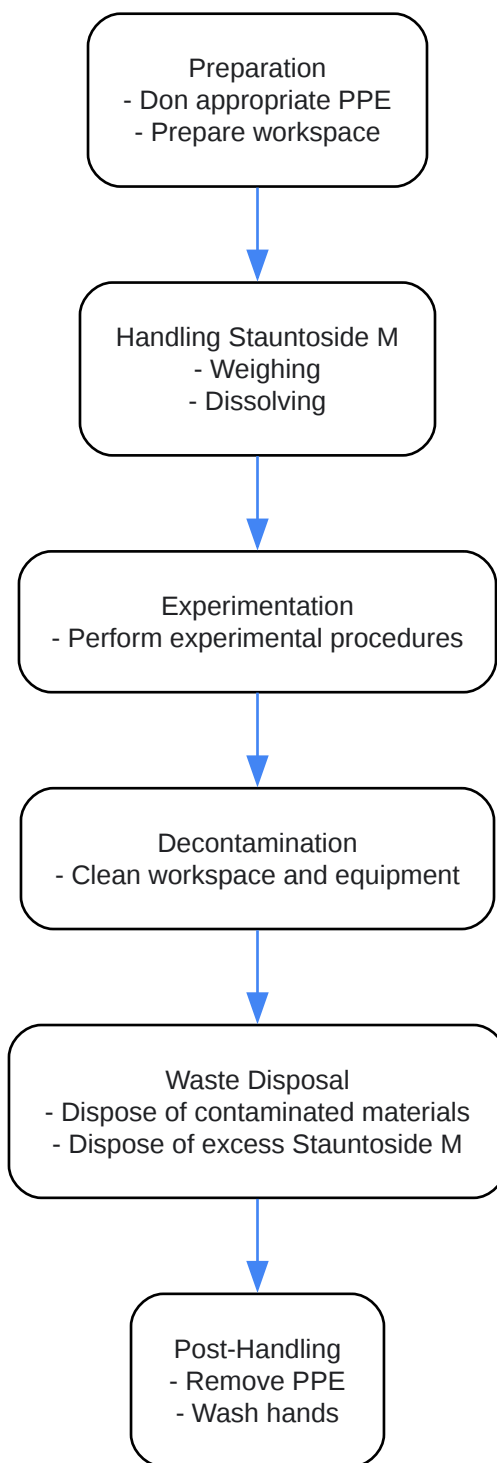 Preparation
- Don appropriate PPE
- Prepare workspace
Handling Stauntoside M
- Weighing
- Dissolving
Experimentation
- Perform experimental procedures
Decontamination
- Clean workspace and equipment
Waste Disposal
- Dispose of contaminated materials
- Dispose of excess Stauntoside M
Post-Handling
- Remove PPE
- Wash hands